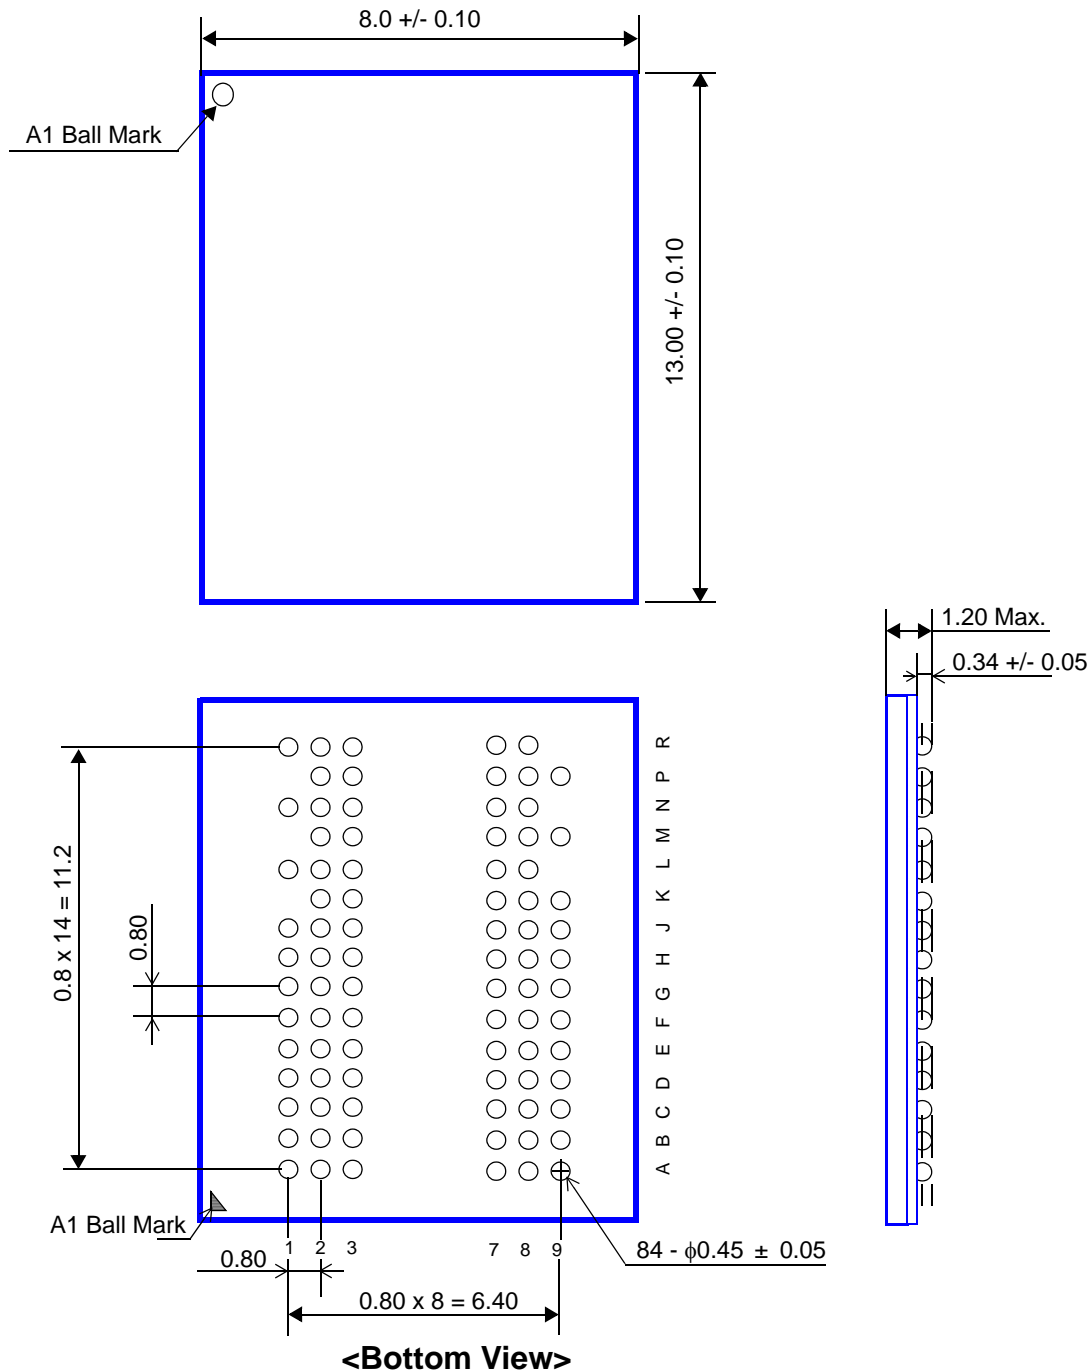 8.0 +/- 0.10
A1 Ball Mark
13.00 +/- 0.10
1.20 Max.
0.34 +/- 0.05
R
P
N
M
L
K
J
H
G
F
E
D
C
B
A
0.8 x 14 = 11.2
0.80
A1 Ball Mark
1 2 3 7 8 9
0.80
84 - ϕ0.45 ± 0.05
0.80 x 8 = 6.40
<Bottom View>